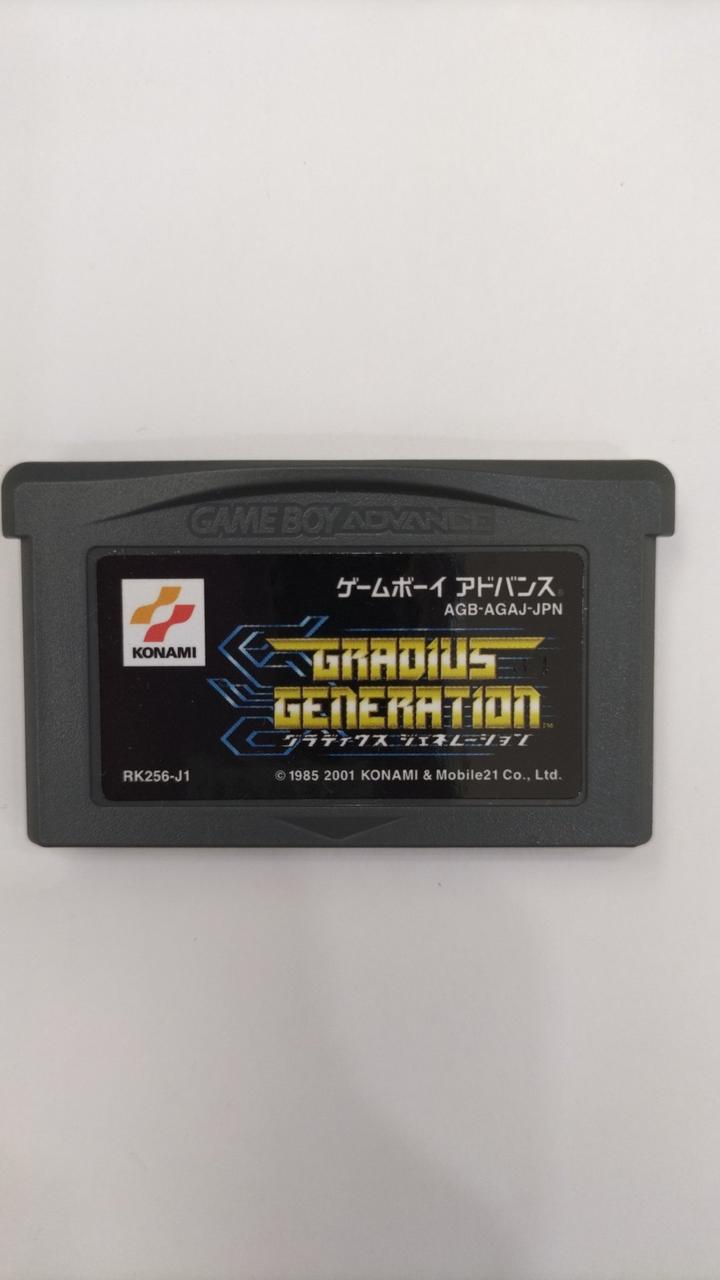 GAME BOY ADVANCE
KONAMI
ゲームボーイ アドバンス®
AGB-AGAJ-JPN
GRADIUS
GENERATION™
グラディウス ジェネレーション
RK256-J1
© 1985 2001 KONAMI & Mobile21 Co., Ltd.